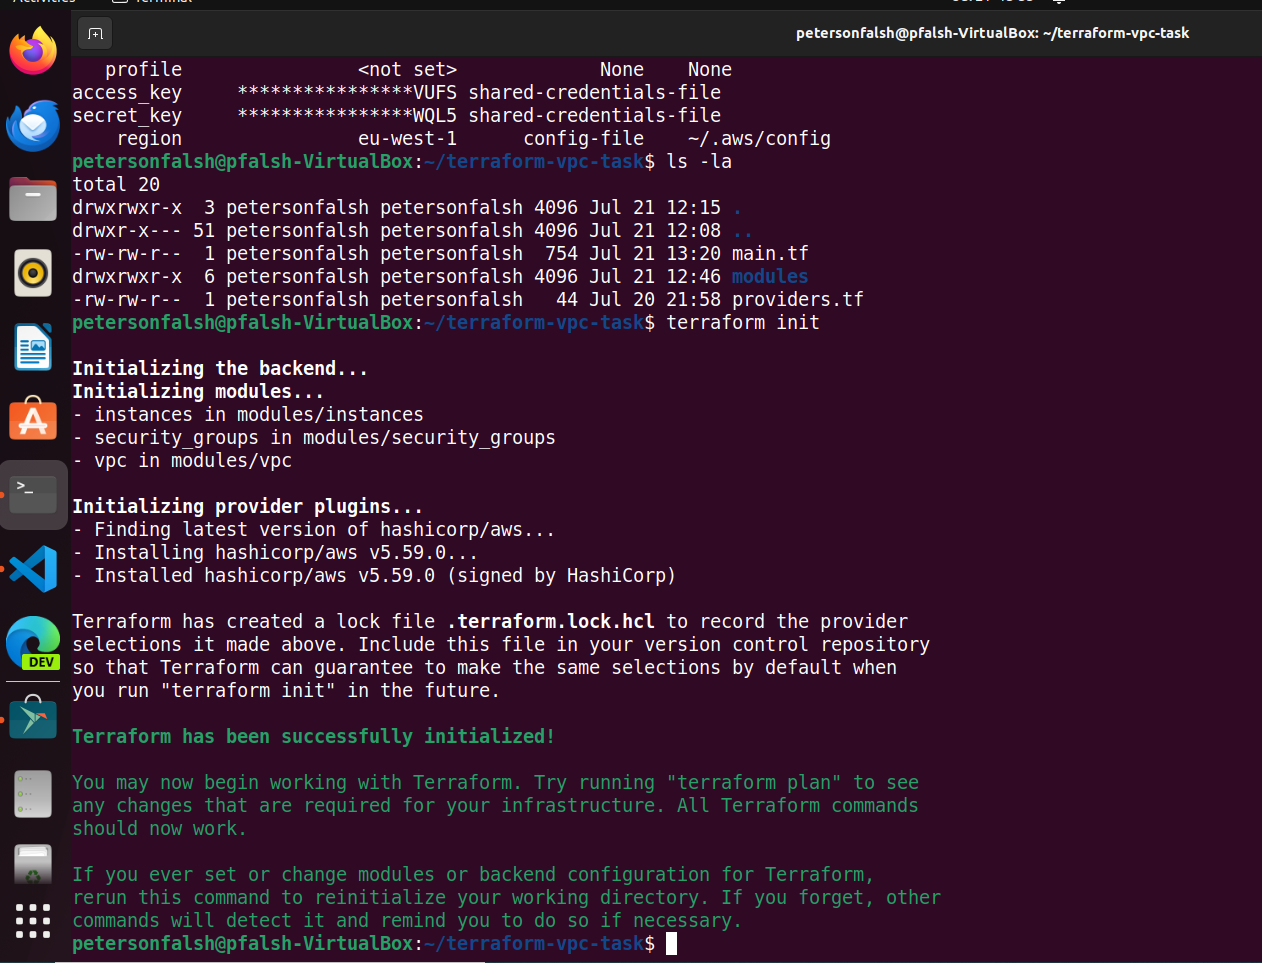 Activities Terminal
petersonfalsh@pfalsh-VirtualBox: ~/terraform-vpc-task
profile <not set> None None
access_key ****************VUFS shared-credentials-file
secret_key ****************WQL5 shared-credentials-file
region eu-west-1 config-file ~/.aws/config
petersonfalsh@pfalsh-VirtualBox:~/terraform-vpc-task$ ls -la
total 20
drwxrwxr-x 3 petersonfalsh petersonfalsh 4096 Jul 21 12:15 .
drwxr-x--- 51 petersonfalsh petersonfalsh 4096 Jul 21 12:08 ..
-rw-rw-r-- 1 petersonfalsh petersonfalsh 754 Jul 21 13:20 main.tf
drwxrwxr-x 6 petersonfalsh petersonfalsh 4096 Jul 21 12:46 modules
-rw-rw-r-- 1 petersonfalsh petersonfalsh 44 Jul 20 21:58 providers.tf
petersonfalsh@pfalsh-VirtualBox:~/terraform-vpc-task$ terraform init
Initializing the backend...
Initializing modules...
- instances in modules/instances
- security_groups in modules/security_groups
- vpc in modules/vpc
Initializing provider plugins...
- Finding latest version of hashicorp/aws...
- Installing hashicorp/aws v5.59.0...
- Installed hashicorp/aws v5.59.0 (signed by HashiCorp)
Terraform has created a lock file .terraform.lock.hcl to record the provider
selections it made above. Include this file in your version control repository
so that Terraform can guarantee to make the same selections by default when
you run "terraform init" in the future.
Terraform has been successfully initialized!
You may now begin working with Terraform. Try running "terraform plan" to see
any changes that are required for your infrastructure. All Terraform commands
should now work.
If you ever set or change modules or backend configuration for Terraform,
rerun this command to reinitialize your working directory. If you forget, other
commands will detect it and remind you to do so if necessary.
petersonfalsh@pfalsh-VirtualBox:~/terraform-vpc-task$
>_
DEV